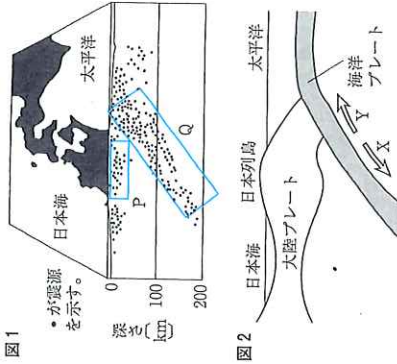 図1
・が震源
を示す。
日本海
太平洋
深さ
〔km〕
0
100
200
P
Q
図2
日本海
日本列島
太平洋
大陸プレート
海洋
プレート
X
Y